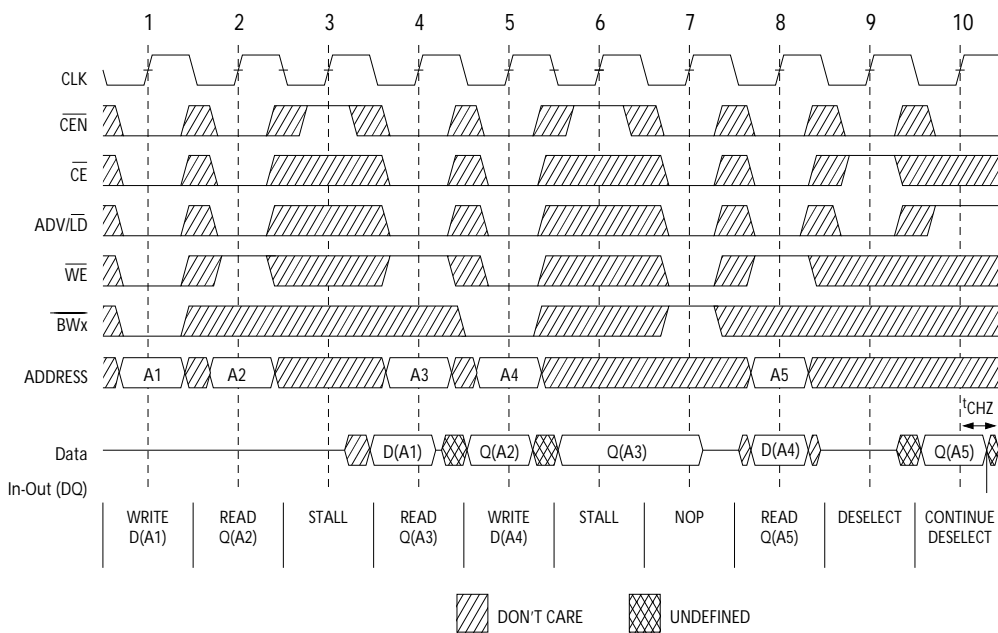 1 2 3 4 5 6 7 8 9 10
CLK
CEN
CE
ADV/LD
WE
BWx
ADDRESS A1 A2 A3 A4 A5
tCHZ
Data D(A1) Q(A2) Q(A3) D(A4) Q(A5)
In-Out (DQ)
WRITE READ STALL READ WRITE STALL NOP READ DESELECT CONTINUE
D(A1) Q(A2) Q(A3) D(A4) Q(A5) DESELECT
DON'T CARE UNDEFINED